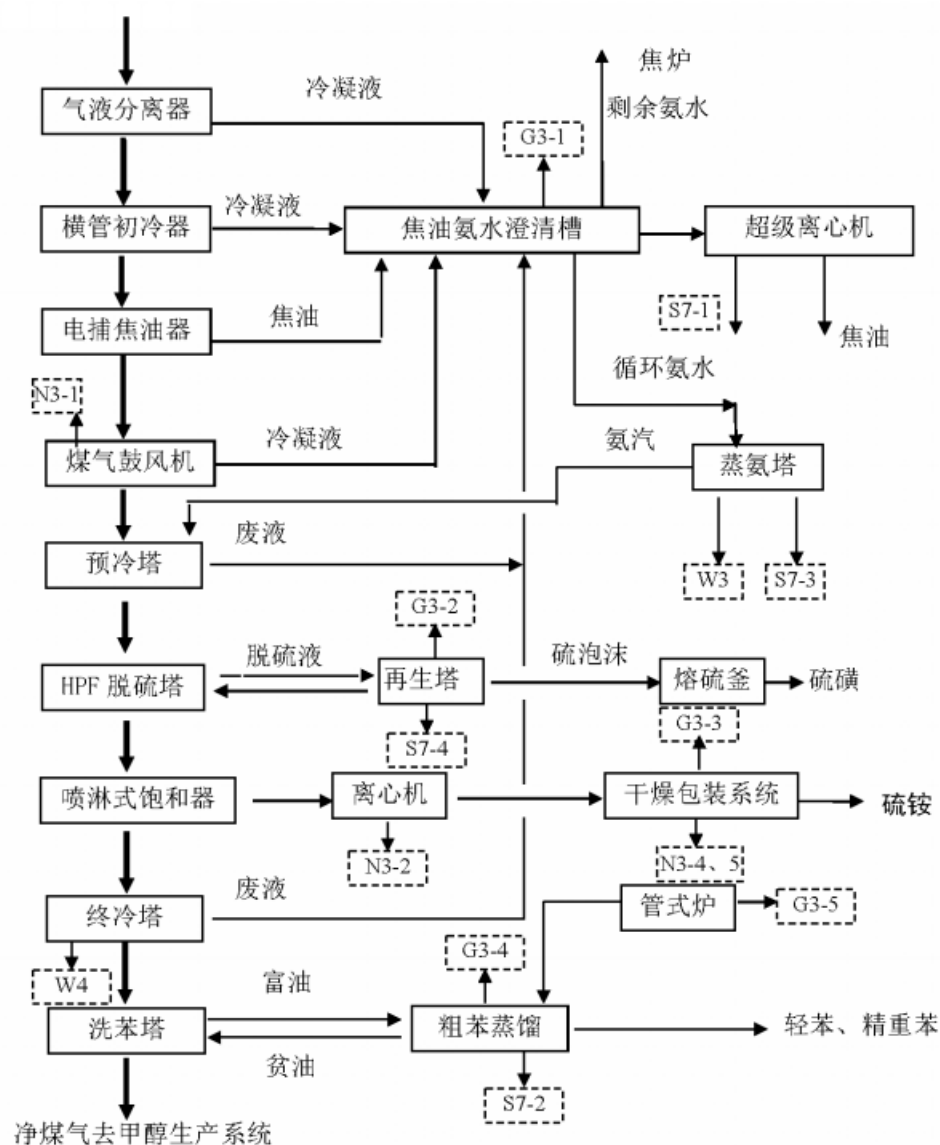 焦炉
冷凝液
气液分离器
剩余氨水
G3-1
冷凝液
横管初冷器
焦油氨水澄清槽
超级离心机
S7-1
焦油
电捕焦油器
焦油
循环氨水
N3-1
冷凝液
氨汽
煤气鼓风机
蒸氨塔
废液
预冷塔
W3
S7-3
G3-2
脱硫液
硫泡沫
HPF 脱硫塔
再生塔
熔硫釜
硫磺
G3-3
S7-4
喷淋式饱和器
离心机
干燥包装系统
硫铵
N3-2
N3-4、5
废液
终冷塔
管式炉
G3-5
G3-4
W4
富油
洗苯塔
粗苯蒸馏
轻苯、精重苯
贫油
S7-2
净煤气去甲醇生产系统